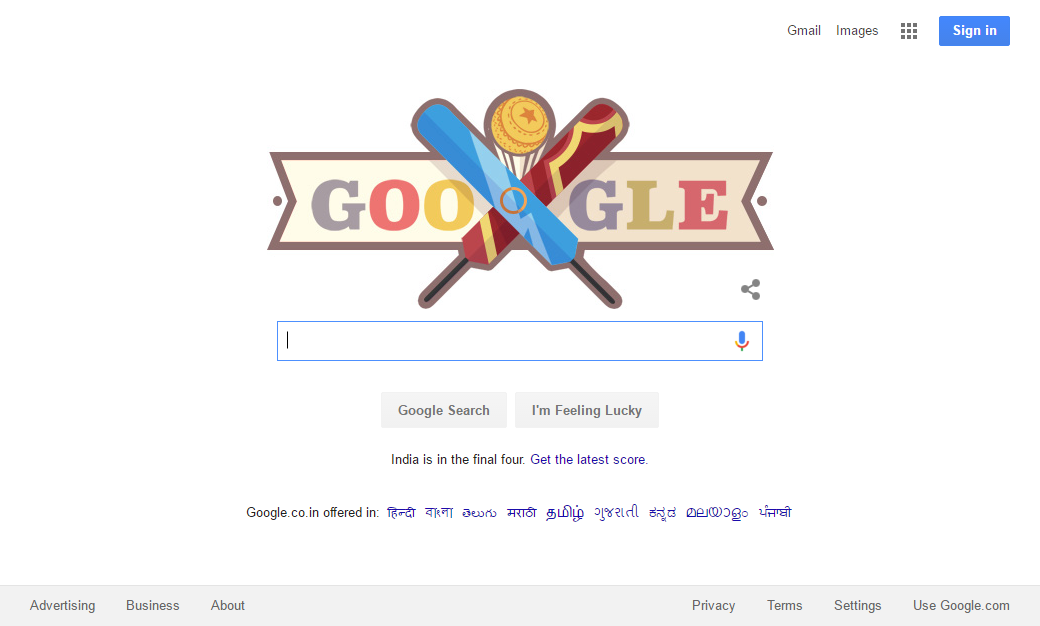 Gmail Images Sign in
GOOGLE
Google Search I'm Feeling Lucky
India is in the final four. Get the latest score.
Google.co.in offered in: हिन्दी বাংলা తెలుగు मराठी தமிழ் ગુજરાતી ಕನ್ನಡ മലയാളം ਪੰਜਾਬੀ
Advertising Business About Privacy Terms Settings Use Google.com